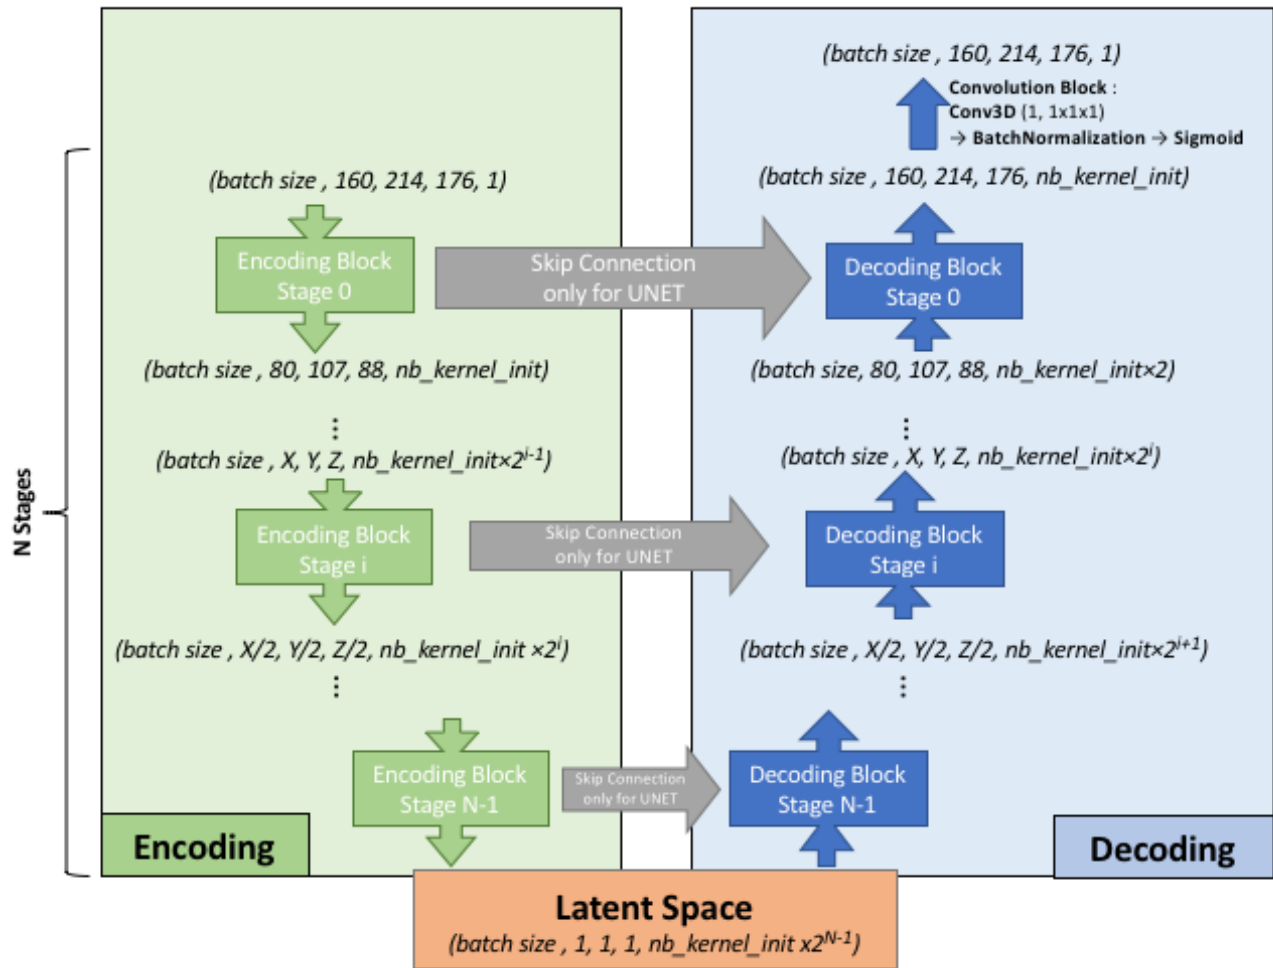 N Stages
(batch size , 160, 214, 176, 1)
Encoding Block
Stage 0
(batch size , 80, 107, 88, nb_kernel_init)
⋮
(batch size , X, Y, Z, nb_kernel_init×2^{i-1})
Encoding Block
Stage i
(batch size , X/2, Y/2, Z/2, nb_kernel_init ×2^{i})
⋮
Encoding Block
Stage N-1
Encoding
Skip Connection
only for UNET
Skip Connection
only for UNET
Skip Connection
only for UNET
(batch size , 160, 214, 176, 1)
Convolution Block :
Conv3D (1, 1x1x1)
→ BatchNormalization → Sigmoid
(batch size , 160, 214, 176, nb_kernel_init)
Decoding Block
Stage 0
(batch size, 80, 107, 88, nb_kernel_init×2)
⋮
(batch size , X, Y, Z, nb_kernel_init×2^{i})
Decoding Block
Stage i
(batch size , X/2, Y/2, Z/2, nb_kernel_init×2^{i+1})
⋮
Decoding Block
Stage N-1
Decoding
Latent Space
(batch size , 1, 1, 1, nb_kernel_init x2^{N-1})